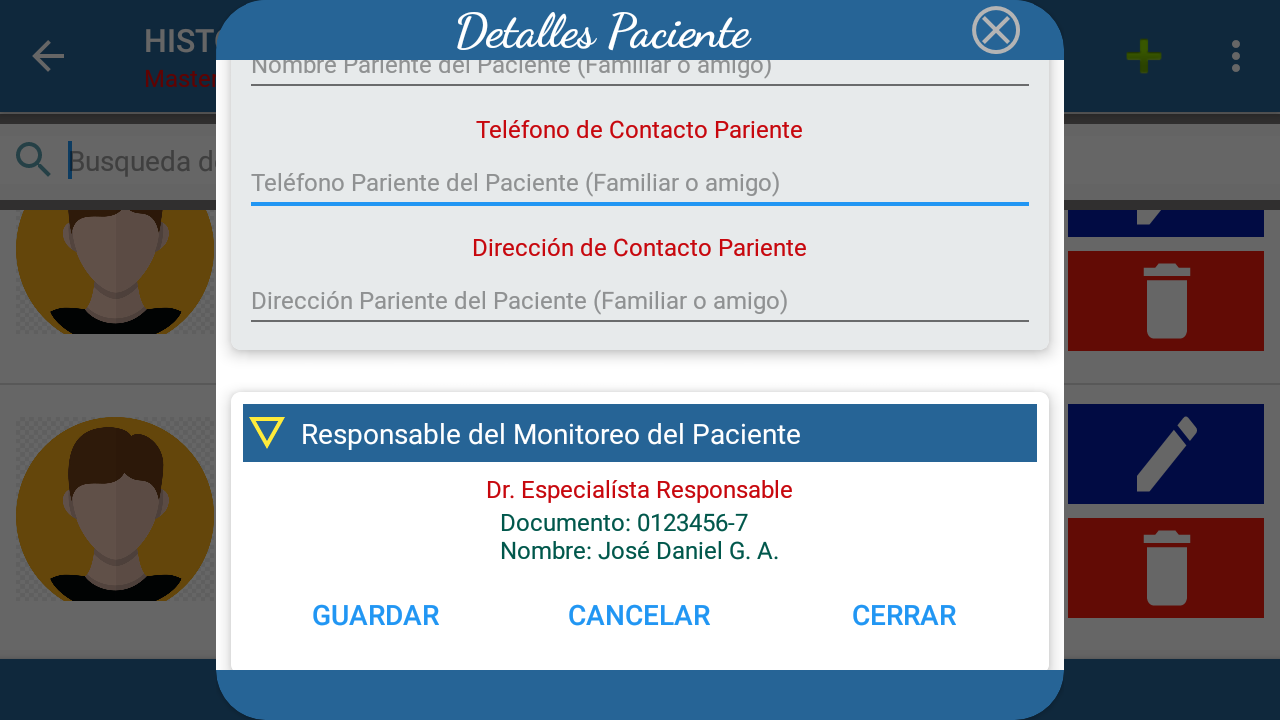 Detalles Paciente
HISTO
Master
Busqueda de
Nombre Pariente del Paciente (Familiar o amigo)
Teléfono de Contacto Pariente
Teléfono Pariente del Paciente (Familiar o amigo)
Dirección de Contacto Pariente
Dirección Pariente del Paciente (Familiar o amigo)
Responsable del Monitoreo del Paciente
Dr. Especialísta Responsable
Documento: 0123456-7
Nombre: José Daniel G. A.
GUARDAR CANCELAR CERRAR